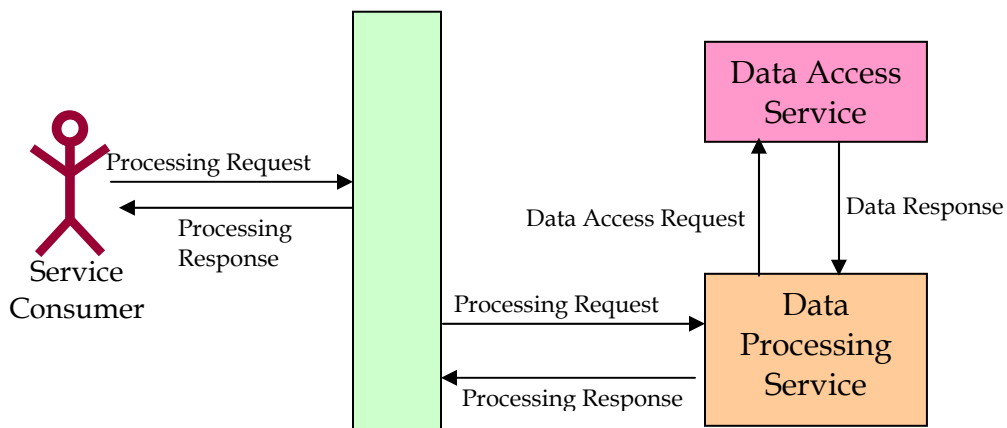 Data Access
Service
Processing Request
Processing
Response
Service
Consumer
Data Access Request
Data Response
Processing Request
Processing Response
Data
Processing
Service